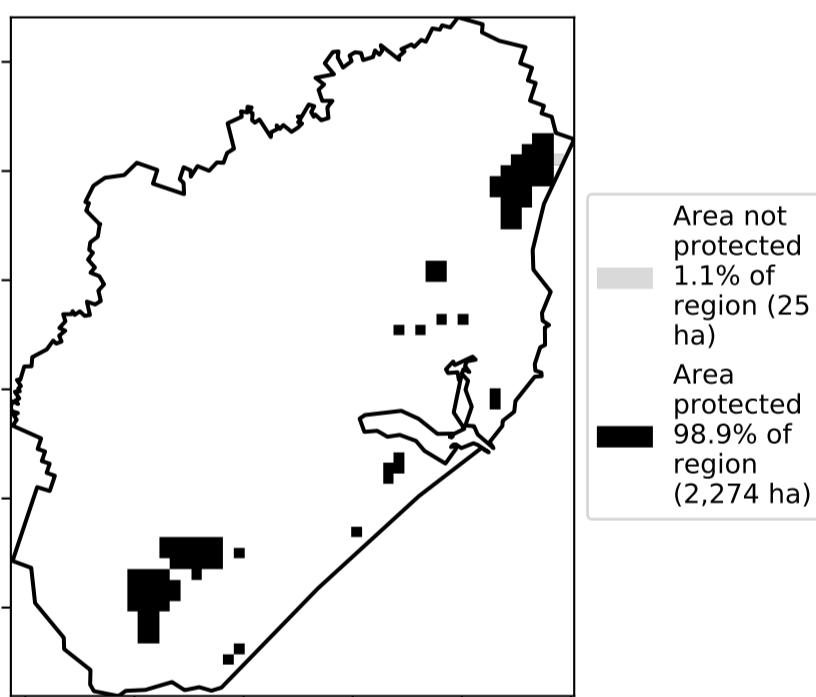 Area not
protected
1.1% of
region (25
ha)
Area
protected
98.9% of
region
(2,274 ha)